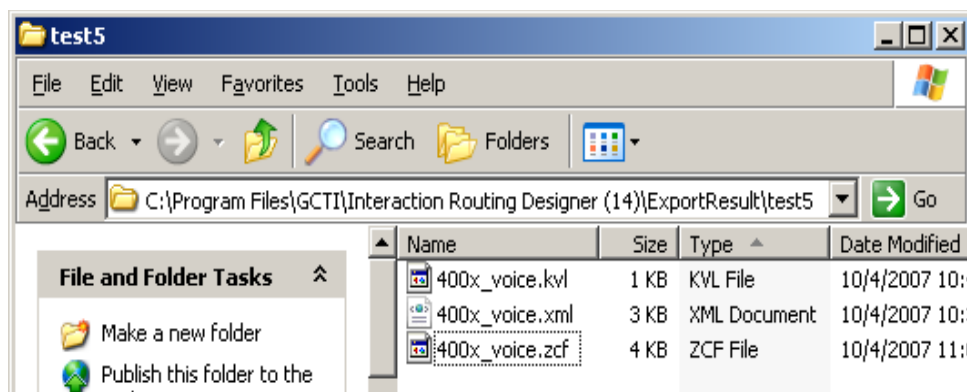 test5
File Edit View Favorites Tools Help
Back Search Folders
Address C:\Program Files\GCTI\Interaction Routing Designer (14)\ExportResult\test5 Go
Name Size Type Date Modified
File and Folder Tasks
400x_voice.kvl 1 KB KVL File 10/4/2007 10:
400x_voice.xml 3 KB XML Document 10/4/2007 10:
Make a new folder
400x_voice.zcf 4 KB ZCF File 10/4/2007 11:
Publish this folder to the